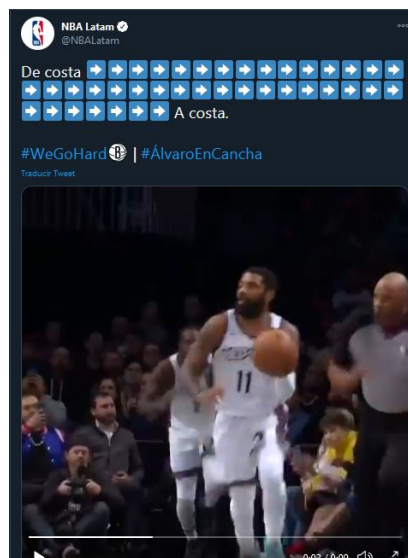 NBA Latam
@NBALatam
De costa ➡➡➡➡➡➡➡➡➡➡➡➡➡➡➡
➡➡➡➡➡➡➡➡➡➡➡➡➡➡➡➡➡➡
➡➡➡➡➡➡➡ A costa.
#WeGoHard | #ÁlvaroEnCancha
Traducir Tweet
11